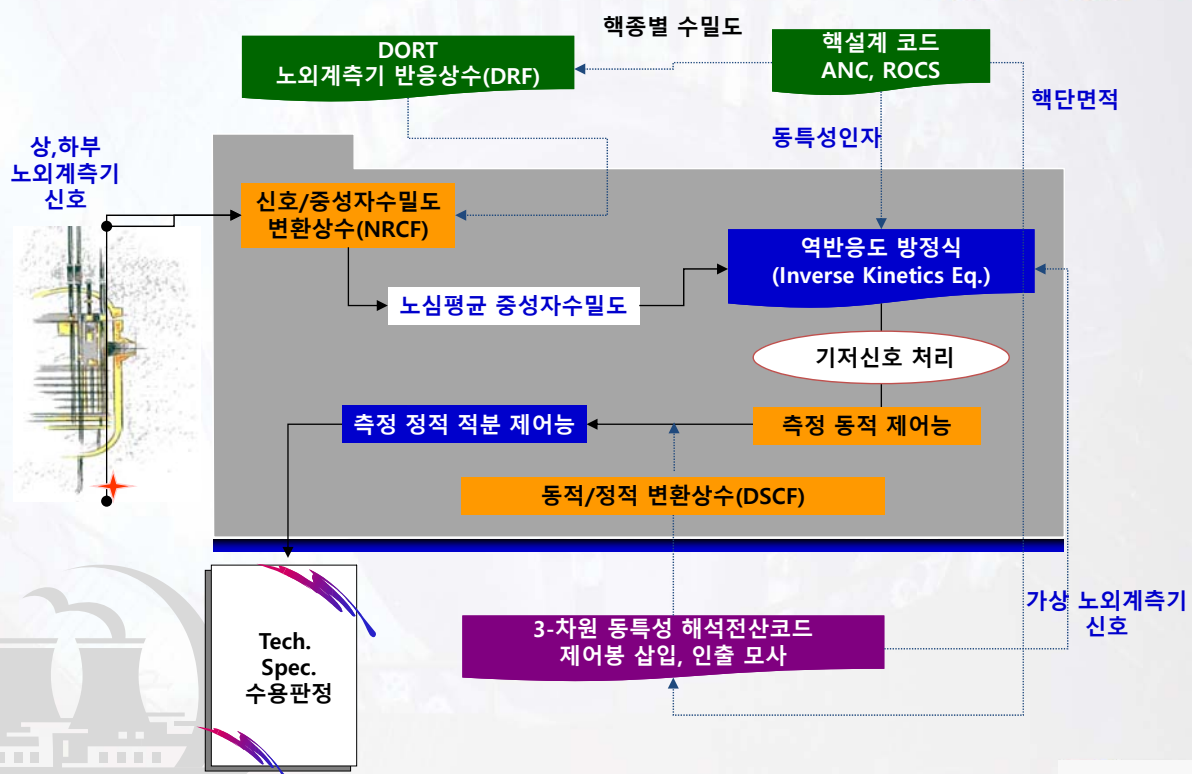 핵종별 수밀도
DORT
노외계측기 반응상수(DRF)
핵설계 코드
ANC, ROCS
핵단면적
동특성인자
상,하부
노외계측기
신호
신호/중성자수밀도
변환상수(NRCF)
역반응도 방정식
(Inverse Kinetics Eq.)
노심평균 중성자수밀도
기저신호 처리
측정 정적 적분 제어능
측정 동적 제어능
동적/정적 변환상수(DSCF)
가상 노외계측기
신호
3-차원 동특성 해석전산코드
제어봉 삽입, 인출 모사
Tech.
Spec.
수용판정